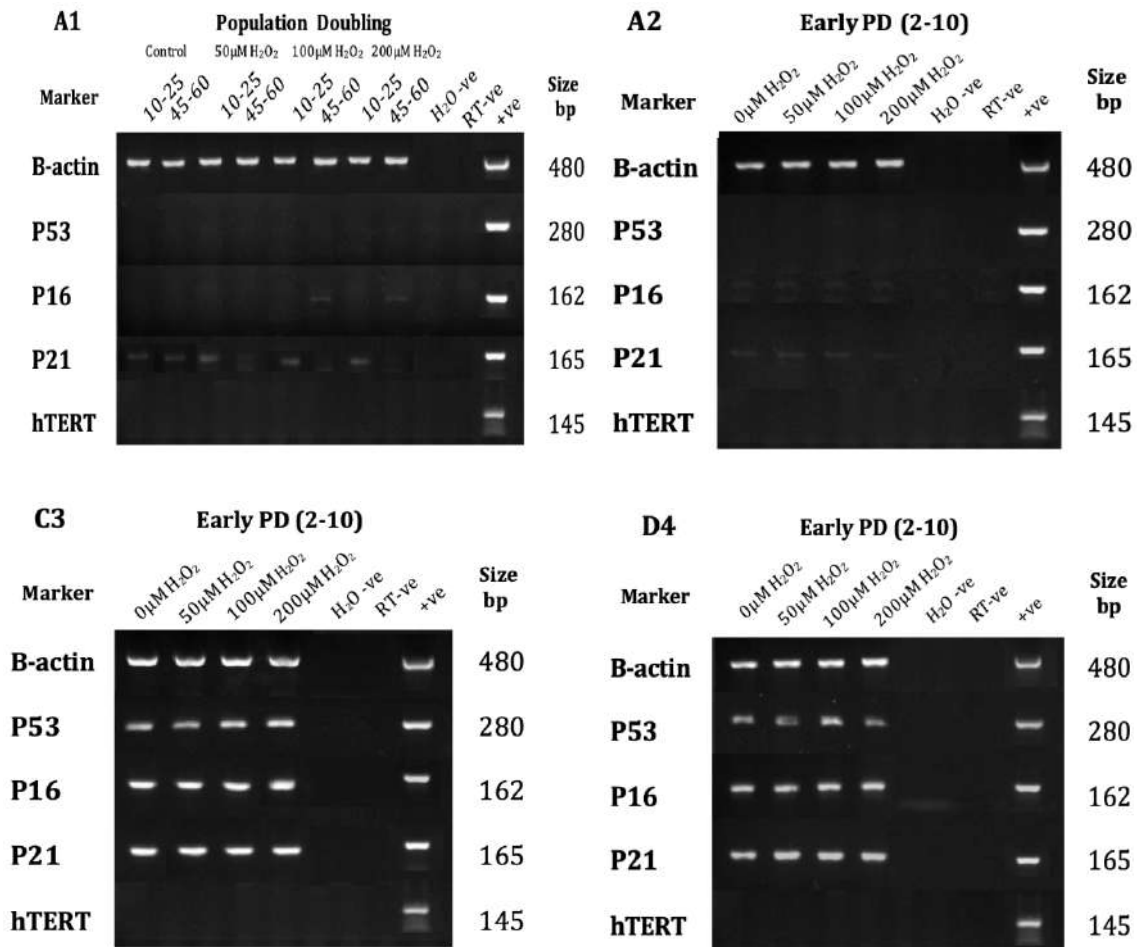 A1
Population Doubling
Control 50µM H₂O₂ 100µM H₂O₂ 200µM H₂O₂
Marker 10-25 45-60 10-25 45-60 10-25 45-60 10-25 45-60 H₂O -ve RT-ve +ve Size bp
B-actin 480
P53 280
P16 162
P21 165
hTERT 145
A2
Early PD (2-10)
Marker 0µM H₂O₂ 50µM H₂O₂ 100µM H₂O₂ 200µM H₂O₂ H₂O -ve RT-ve +ve Size bp
B-actin 480
P53 280
P16 162
P21 165
hTERT 145
C3
Early PD (2-10)
Marker 0µM H₂O₂ 50µM H₂O₂ 100µM H₂O₂ 200µM H₂O₂ H₂O -ve RT-ve +ve Size bp
B-actin 480
P53 280
P16 162
P21 165
hTERT 145
D4
Early PD (2-10)
Marker 0µM H₂O₂ 50µM H₂O₂ 100µM H₂O₂ 200µM H₂O₂ H₂O -ve RT-ve +ve Size bp
B-actin 480
P53 280
P16 162
P21 165
hTERT 145